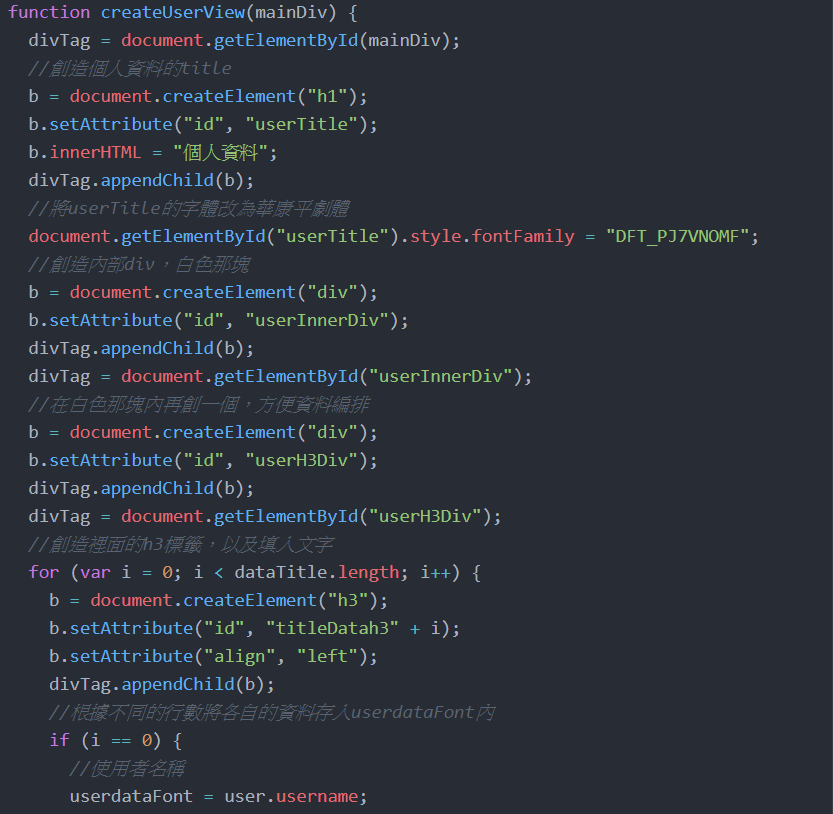 function createUserView(mainDiv) {
  divTag = document.getElementById(mainDiv);
  //創造個人資料的title
  b = document.createElement("h1");
  b.setAttribute("id", "userTitle");
  b.innerHTML = "個人資料";
  divTag.appendChild(b);
  //將userTitle的字體改為華康平劇體
  document.getElementById("userTitle").style.fontFamily = "DFT_PJ7VNOMF";
  //創造內部div，白色那塊
  b = document.createElement("div");
  b.setAttribute("id", "userInnerDiv");
  divTag.appendChild(b);
  divTag = document.getElementById("userInnerDiv");
  //在白色那塊內再創一個，方便資料編排
  b = document.createElement("div");
  b.setAttribute("id", "userH3Div");
  divTag.appendChild(b);
  divTag = document.getElementById("userH3Div");
  //創造裡面的h3標籤，以及填入文字
  for (var i = 0; i < dataTitle.length; i++) {
    b = document.createElement("h3");
    b.setAttribute("id", "titleDatah3" + i);
    b.setAttribute("align", "left");
    divTag.appendChild(b);
    //根據不同的行數將各自的資料存入userdataFont內
    if (i == 0) {
      //使用者名稱
      userdataFont = user.username;